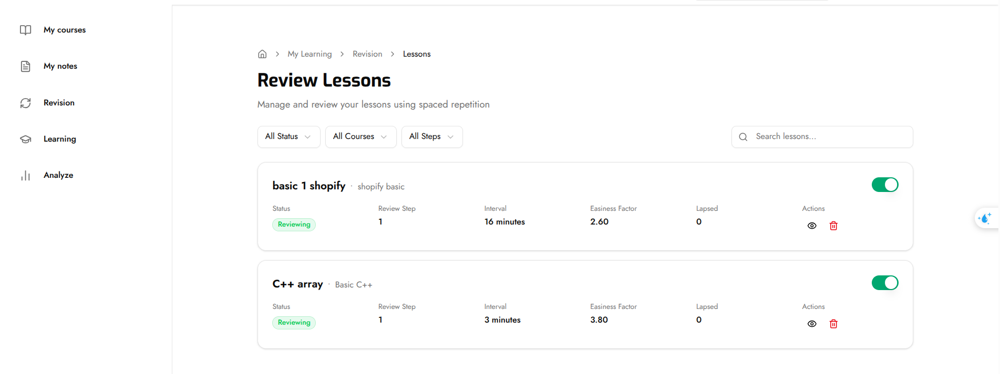 My courses
My notes
Revision
Learning
Analyze
My Learning > Revision > Lessons
Review Lessons
Manage and review your lessons using spaced repetition
All Status All Courses All Steps Search lessons...
basic 1 shopify · shopify basic
Status Review Step Interval Easiness Factor Lapsed Actions
Reviewing 1 16 minutes 2.60 0
C++ array · Basic C++
Status Review Step Interval Easiness Factor Lapsed Actions
Reviewing 1 3 minutes 3.80 0